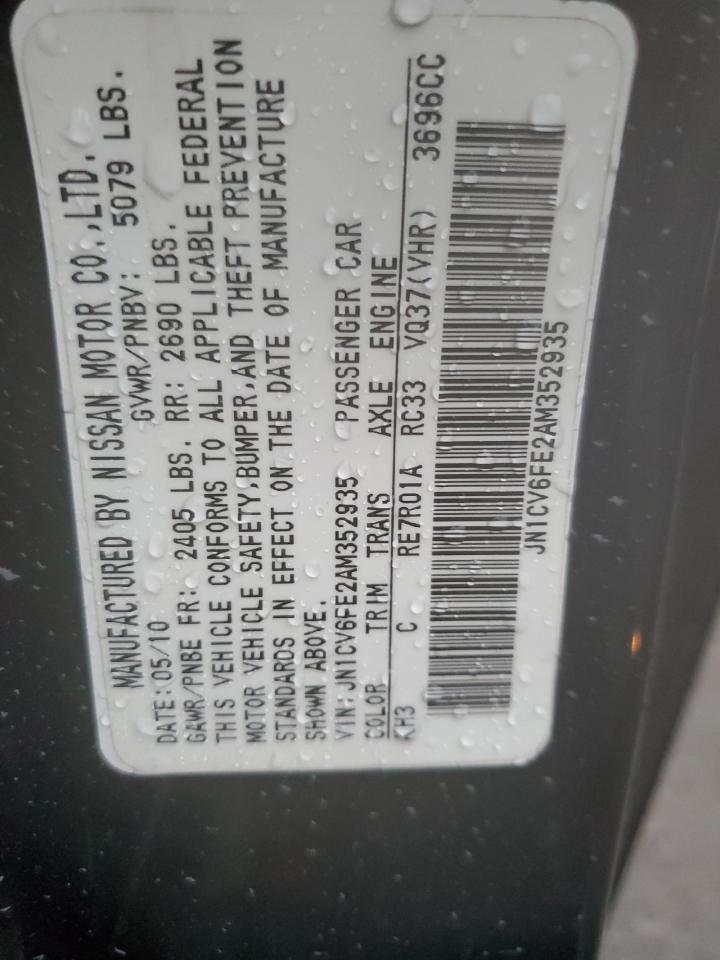 MANUFACTURED BY NISSAN MOTOR CO.,LTD.
DATE:05/10 GVWR/PNBV: 5079 LBS.
GAWR/PNBE FR: 2405 LBS. RR: 2690 LBS.
THIS VEHICLE CONFORMS TO ALL APPLICABLE FEDERAL
MOTOR VEHICLE SAFETY,BUMPER,AND THEFT PREVENTION
STANDARDS IN EFFECT ON THE DATE OF MANUFACTURE
SHOWN ABOVE.
VIN:JN1CV6FE2AM352935 PASSENGER CAR
COLOR TRIM TRANS AXLE ENGINE
KH3 C RE7R01A RC33 VQ37(VHR) 3696CC
JN1CV6FE2AM352935